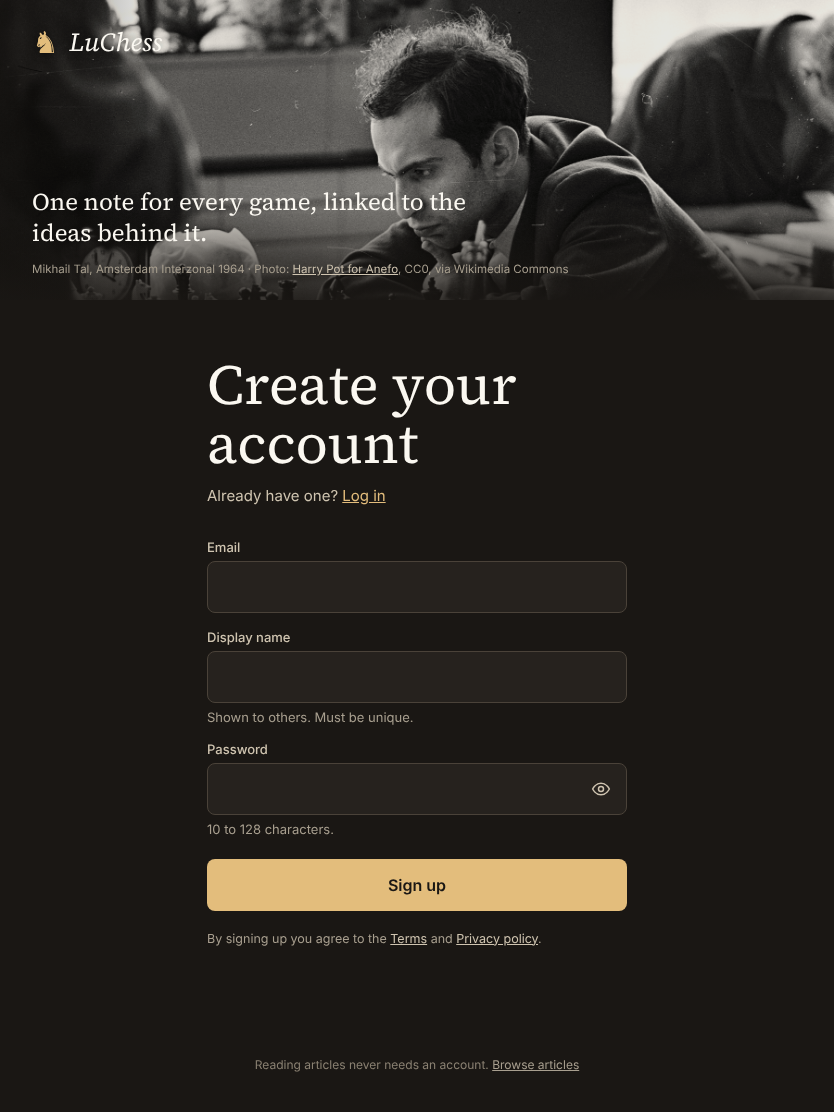 LuChess
One note for every game, linked to the
ideas behind it.
Mikhail Tal, Amsterdam Interzonal 1964 · Photo: Harry Pot for Anefo, CC0, via Wikimedia Commons
Create your
account
Already have one? Log in
Email
Display name
Shown to others. Must be unique.
Password
10 to 128 characters.
Sign up
By signing up you agree to the Terms and Privacy policy.
Reading articles never needs an account. Browse articles